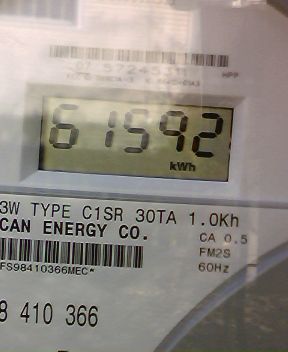 61592
kWh
3W TYPE C1SR 30TA 1.0Kh
CAN ENERGY CO.
CA 0.5
FM2S
FS98410366MEC*
60Hz
8 410 366